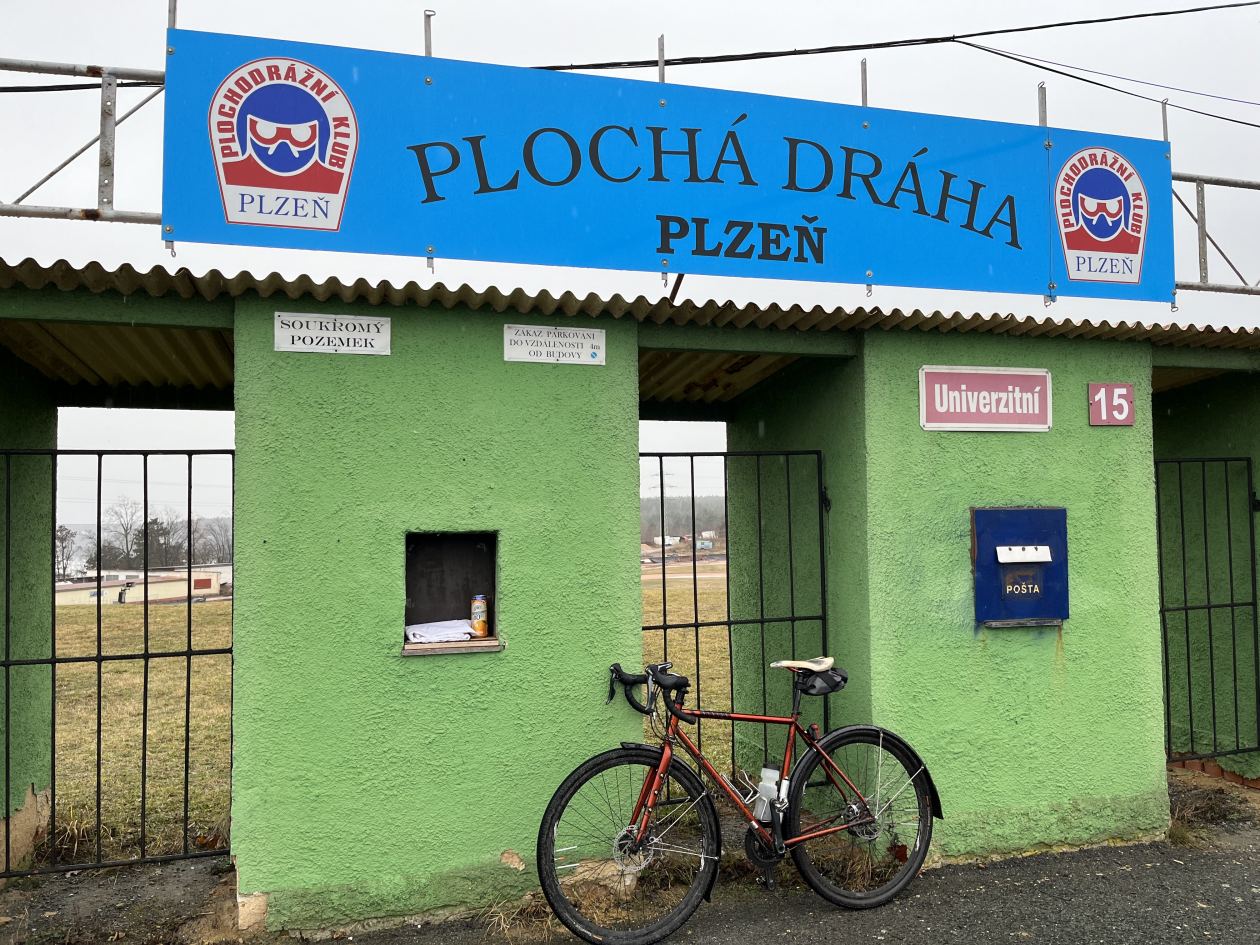 PLOCHODRÁŽNÍ KLUB
PLZEŇ
PLOCHÁ DRÁHA
PLZEŇ
PLOCHODRÁŽNÍ KLUB
PLZEŇ
SOUKŘOMÝ
POZEMEK
ZÁKAZ PARKOVÁNÍ
DO VZDÁLENOSTI 4m
OD BUDOVY
Univerzitní
15
POŠTA